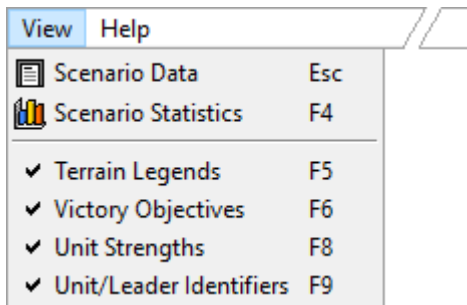 View Help
Scenario Data Esc
Scenario Statistics F4
Terrain Legends F5
Victory Objectives F6
Unit Strengths F8
Unit/Leader Identifiers F9